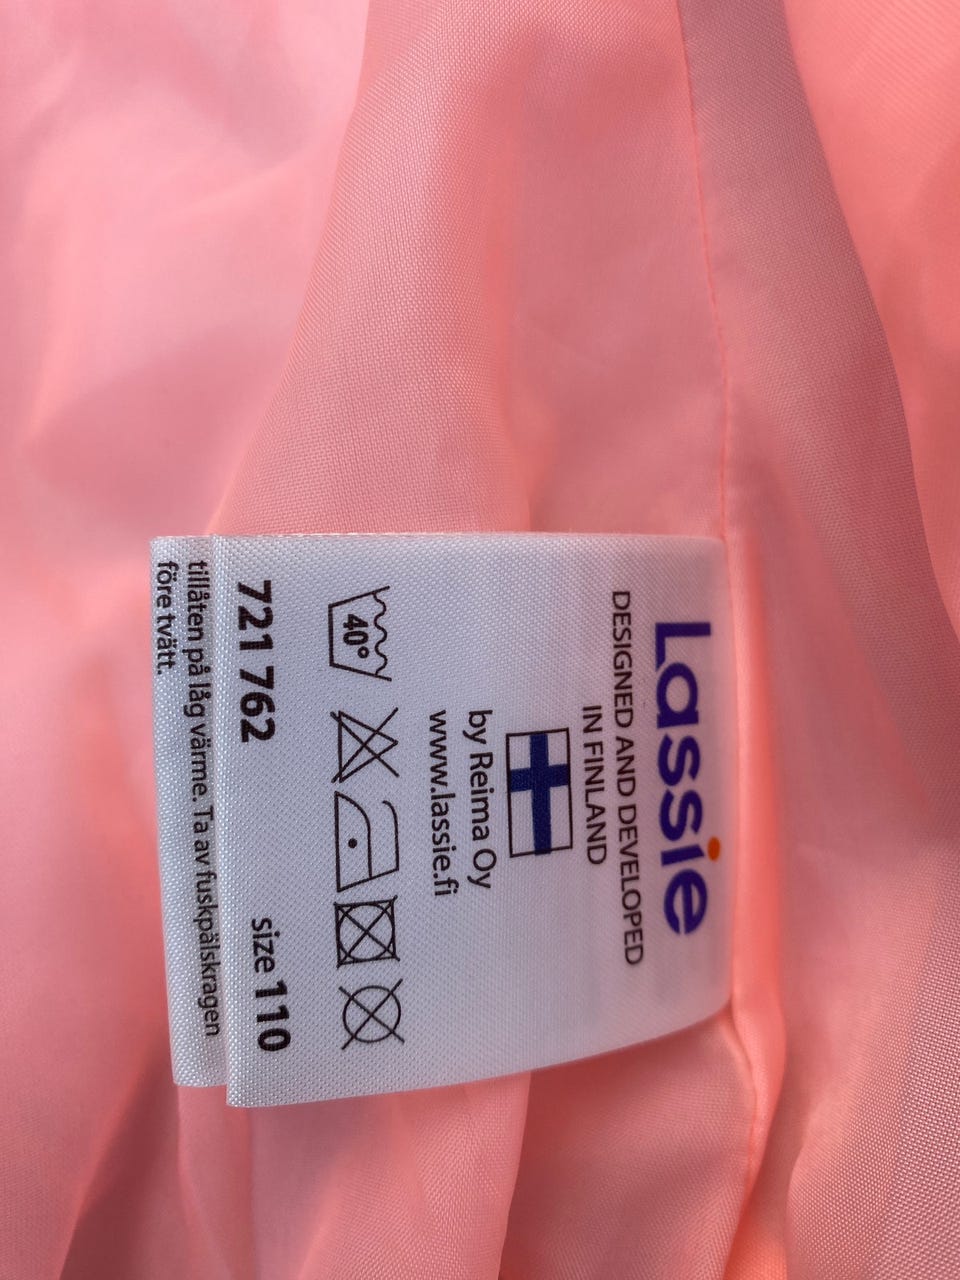 Lassie
DESIGNED AND DEVELOPED
IN FINLAND
by Reima Oy
www.lassie.fi
40°
721 762 size 110
tillåten på låg värme. Ta av fuskpälskragen
före tvätt.